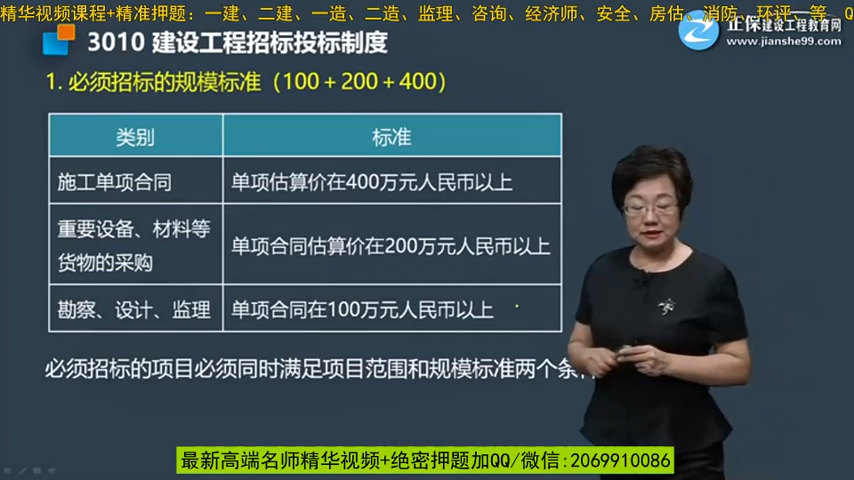 精华视频课程+精准押题：一建、二建、一造、二造、监理、咨询、经济师、安全、房估、消防、环评、等 Q
3010 建设工程招标投标制度
正保建设工程教育网
www.jianshe99.com
1. 必须招标的规模标准（100＋200＋400）
类别 标准
施工单项合同 单项估算价在400万元人民币以上
重要设备、材料等
货物的采购 单项合同估算价在200万元人民币以上
勘察、设计、监理 单项合同在100万元人民币以上
必须招标的项目必须同时满足项目范围和规模标准两个条
最新高端名师精华视频+绝密押题加QQ/微信:2069910086